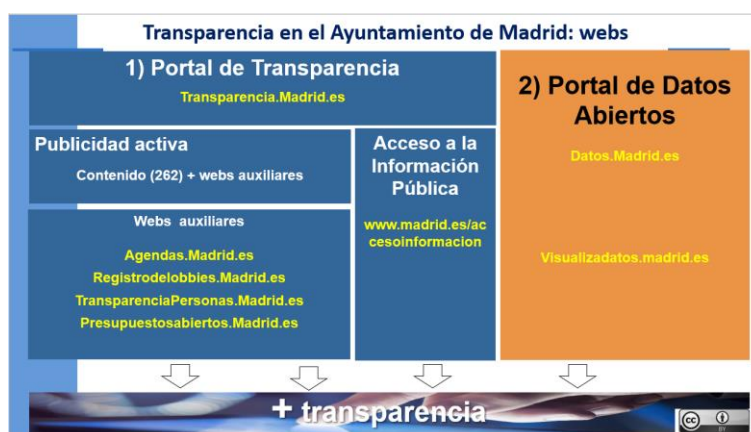 Transparencia en el Ayuntamiento de Madrid: webs
1) Portal de Transparencia
Transparencia.Madrid.es
Publicidad activa
Contenido (262) + webs auxiliares
Webs auxiliares
Agendas.Madrid.es
Registrodelobbies.Madrid.es
TransparenciaPersonas.Madrid.es
Presupuestosabiertos.Madrid.es
Acceso a la
Información
Pública
www.madrid.es/ac
cesoinformacion
2) Portal de Datos
Abiertos
Datos.Madrid.es
Visualizadatos.madrid.es
+ transparencia
cc
BY